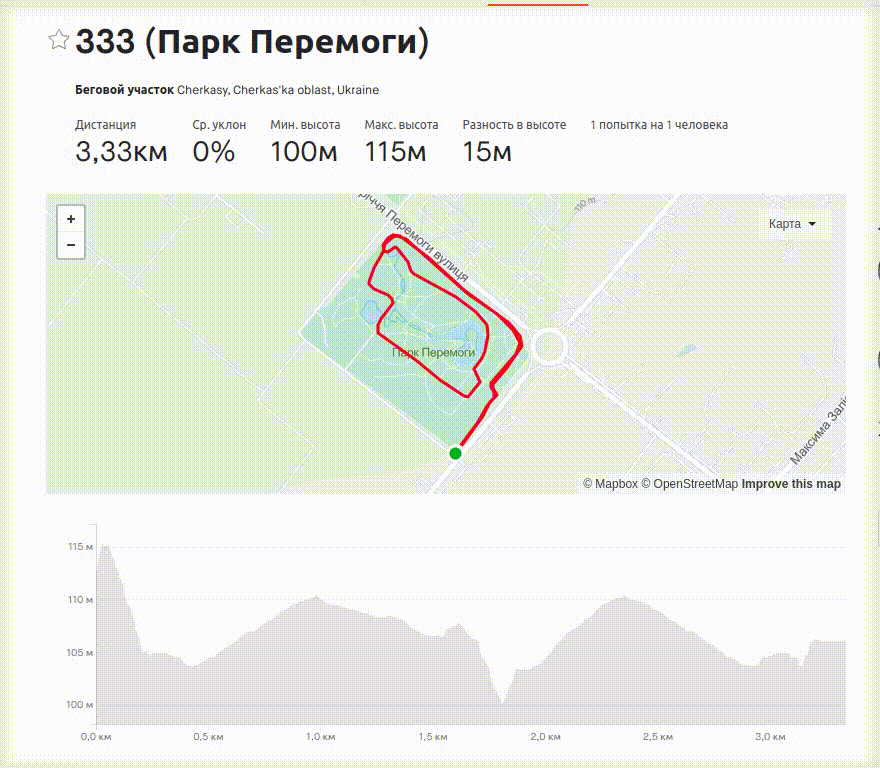 333 (Парк Перемоги)
Беговой участок Cherkasy, Cherkas'ka oblast, Ukraine
Дистанция Ср. уклон Мин. высота Макс. высота Разность в высоте 1 попытка на 1 человека
3,33км 0% 100м 115м 15м
річчя Перемоги вулиця
110 m
+
Карта
−
Парк Перемоги
Максима Залі
© Mapbox © OpenStreetMap Improve this map
115 м
110 м
105 м
100 м
0,0 км 0,5 км 1,0 км 1,5 км 2,0 км 2,5 км 3,0 км